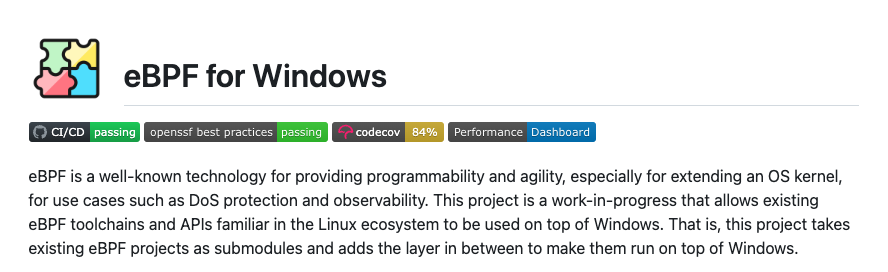 eBPF for Windows
CI/CD passing openssf best practices passing codecov 84% Performance Dashboard
eBPF is a well-known technology for providing programmability and agility, especially for extending an OS kernel,
for use cases such as DoS protection and observability. This project is a work-in-progress that allows existing
eBPF toolchains and APIs familiar in the Linux ecosystem to be used on top of Windows. That is, this project takes
existing eBPF projects as submodules and adds the layer in between to make them run on top of Windows.